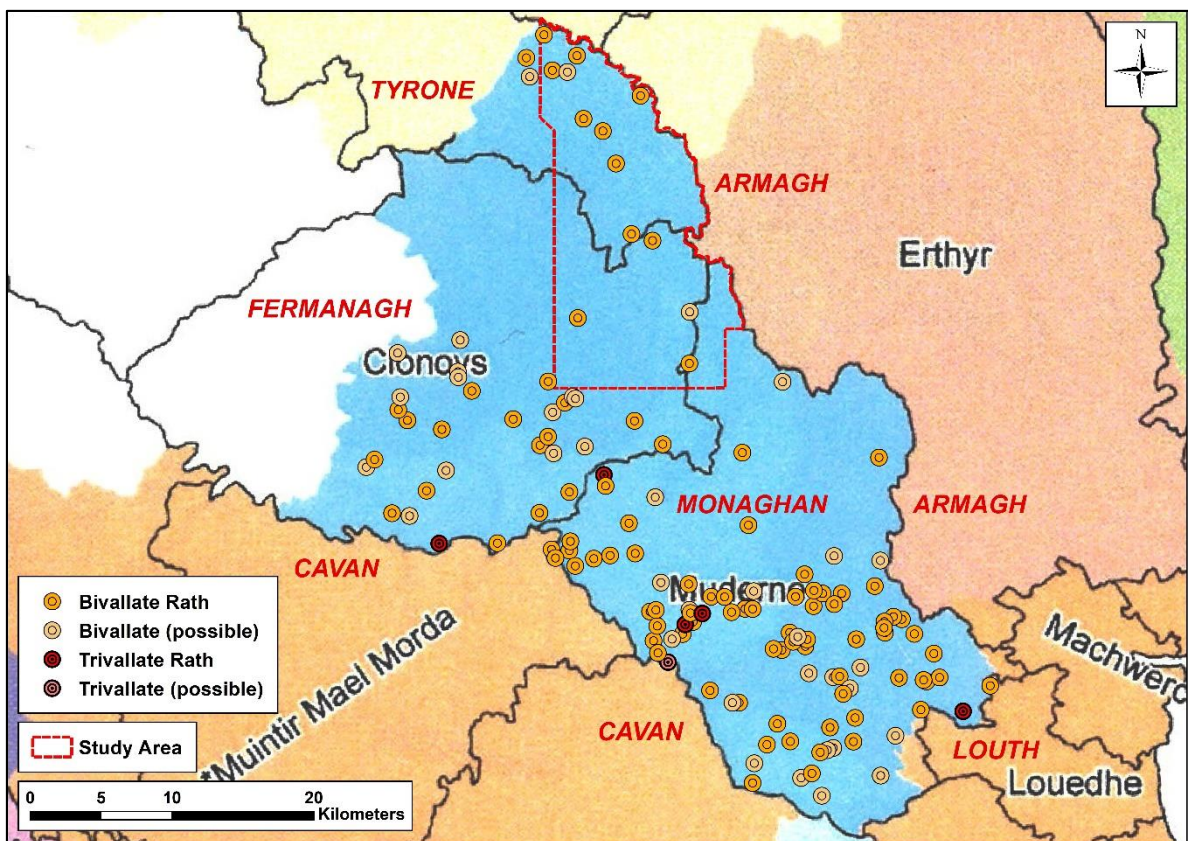 N
TYRONE
ARMAGH
Erthyr
FERMANAGH
Clonoys
MONAGHAN
ARMAGH
CAVAN
Muderne
Bivallate Rath
Bivallate (possible)
Trivallate Rath
Trivallate (possible)
Study Area
*Muintir Mael Morda
Machwerc
CAVAN
LOUTH
Louedhe
0 5 10 20
Kilometers